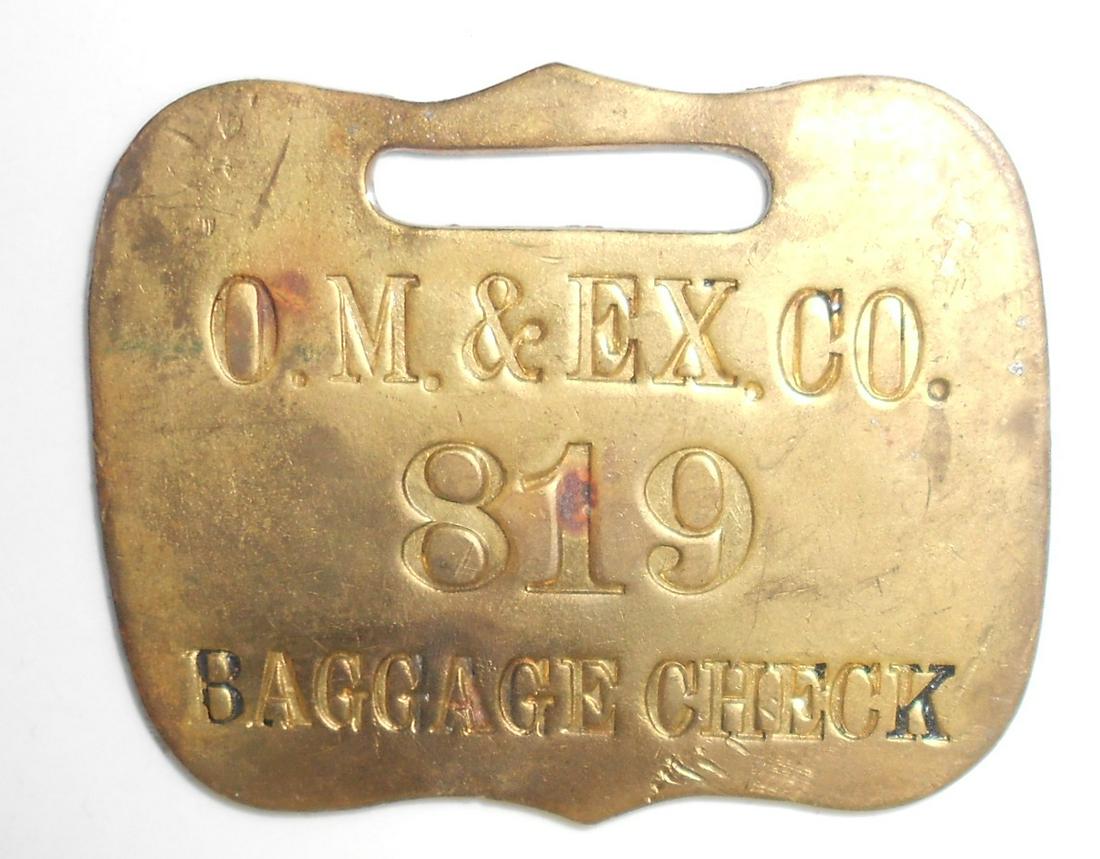 O.M. & EX, CO.
819
BAGGAGE CHECK